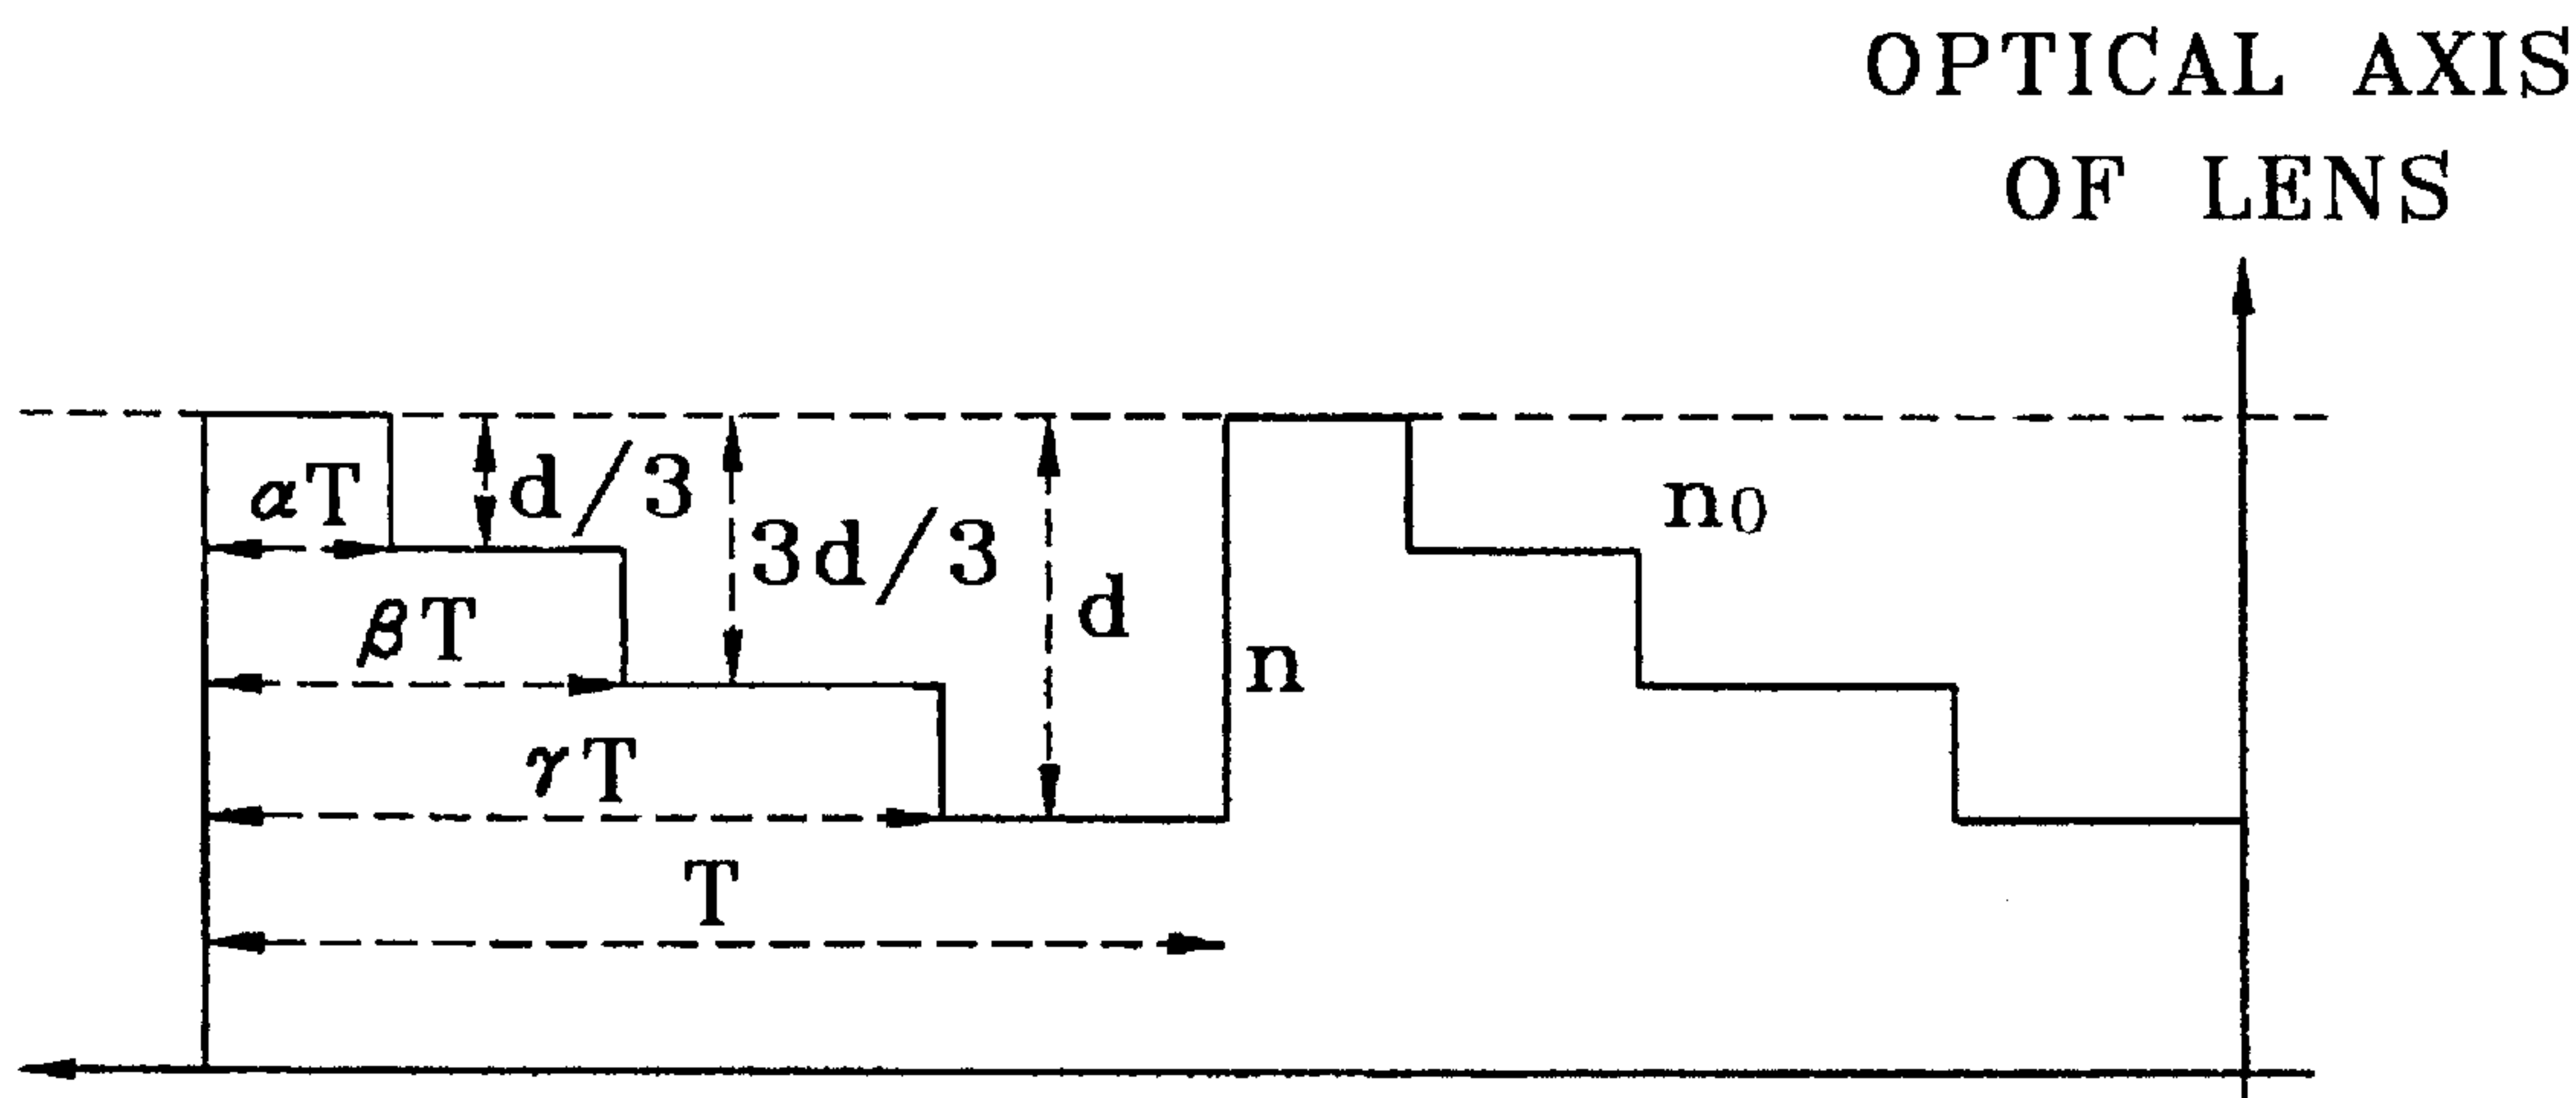 OPTICAL AXIS
OF LENS
αT
d/3
3d/3
d
n₀
βT
n
γT
T